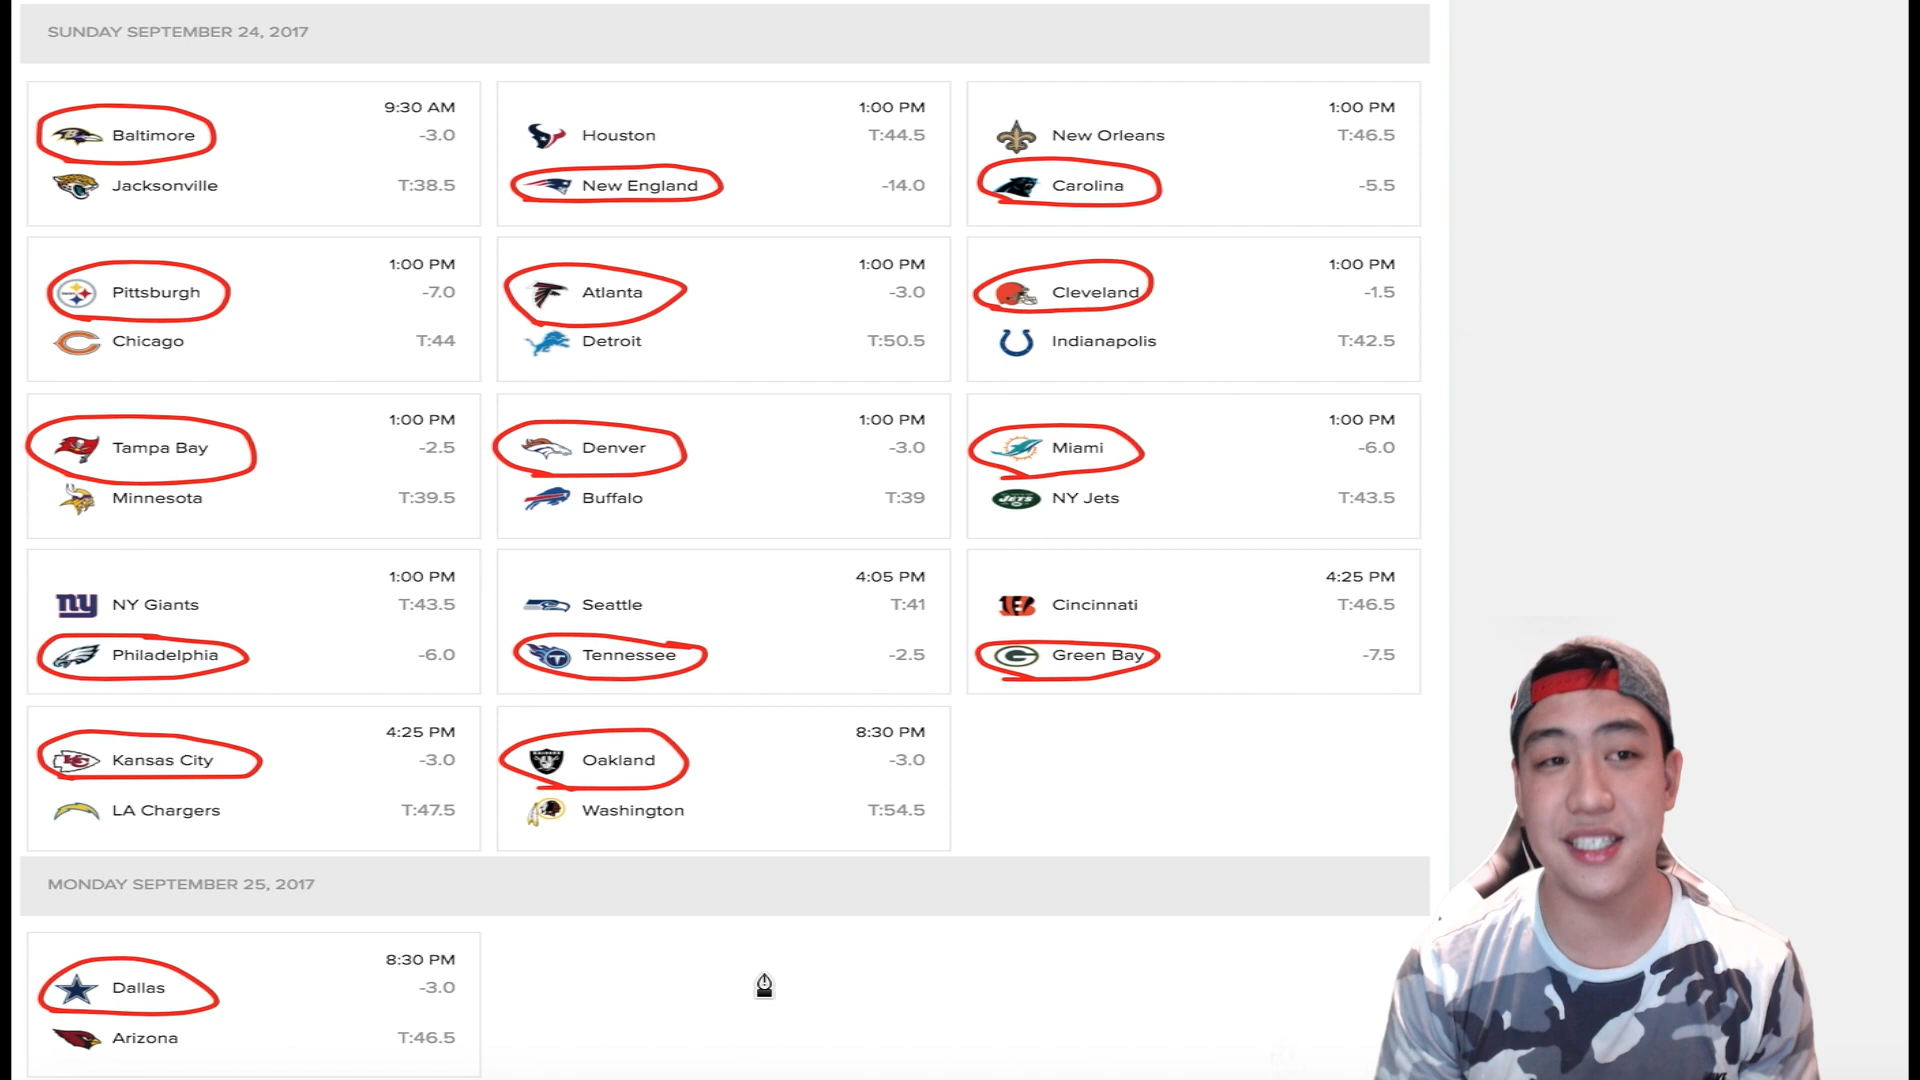 SUNDAY SEPTEMBER 24, 2017
9:30 AM
Baltimore -3.0
Jacksonville T:38.5
1:00 PM
Houston T:44.5
New England -14.0
1:00 PM
New Orleans T:46.5
Carolina -5.5
1:00 PM
Pittsburgh -7.0
Chicago T:44
1:00 PM
Atlanta -3.0
Detroit T:50.5
1:00 PM
Cleveland -1.5
Indianapolis T:42.5
1:00 PM
Tampa Bay -2.5
Minnesota T:39.5
1:00 PM
Denver -3.0
Buffalo T:39
1:00 PM
Miami -6.0
JETS NY Jets T:43.5
1:00 PM
ny NY Giants T:43.5
Philadelphia -6.0
4:05 PM
Seattle T:41
Tennessee -2.5
4:25 PM
Cincinnati T:46.5
Green Bay -7.5
4:25 PM
KC Kansas City -3.0
LA Chargers T:47.5
8:30 PM
Oakland -3.0
Washington T:54.5
MONDAY SEPTEMBER 25, 2017
8:30 PM
Dallas -3.0
Arizona T:46.5